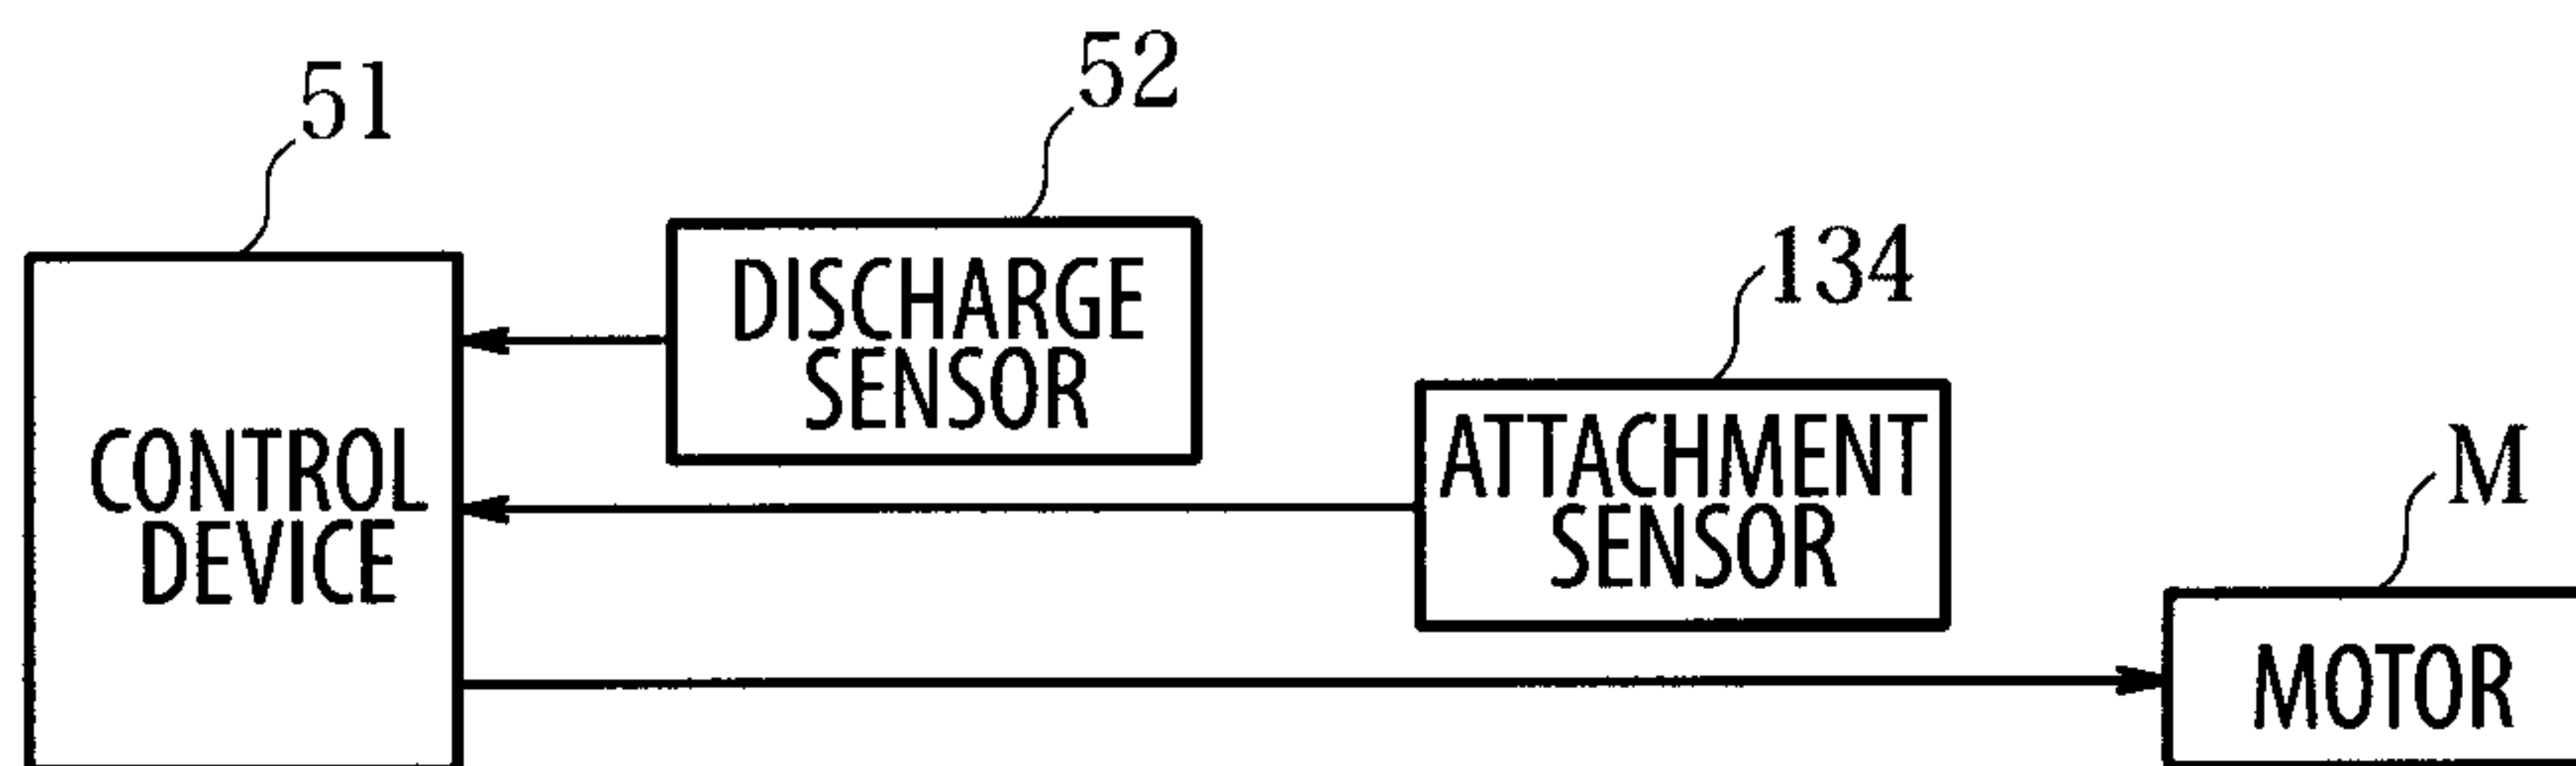 51
52
134
M
DISCHARGE
SENSOR
ATTACHMENT
SENSOR
CONTROL
DEVICE
MOTOR